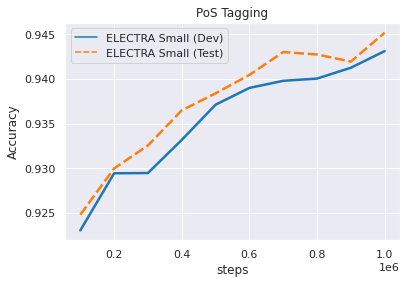 PoS Tagging
ELECTRA Small (Dev)
ELECTRA Small (Test)
Accuracy
0.945
0.940
0.935
0.930
0.925
0.2 0.4 0.6 0.8 1.0
1e6
steps